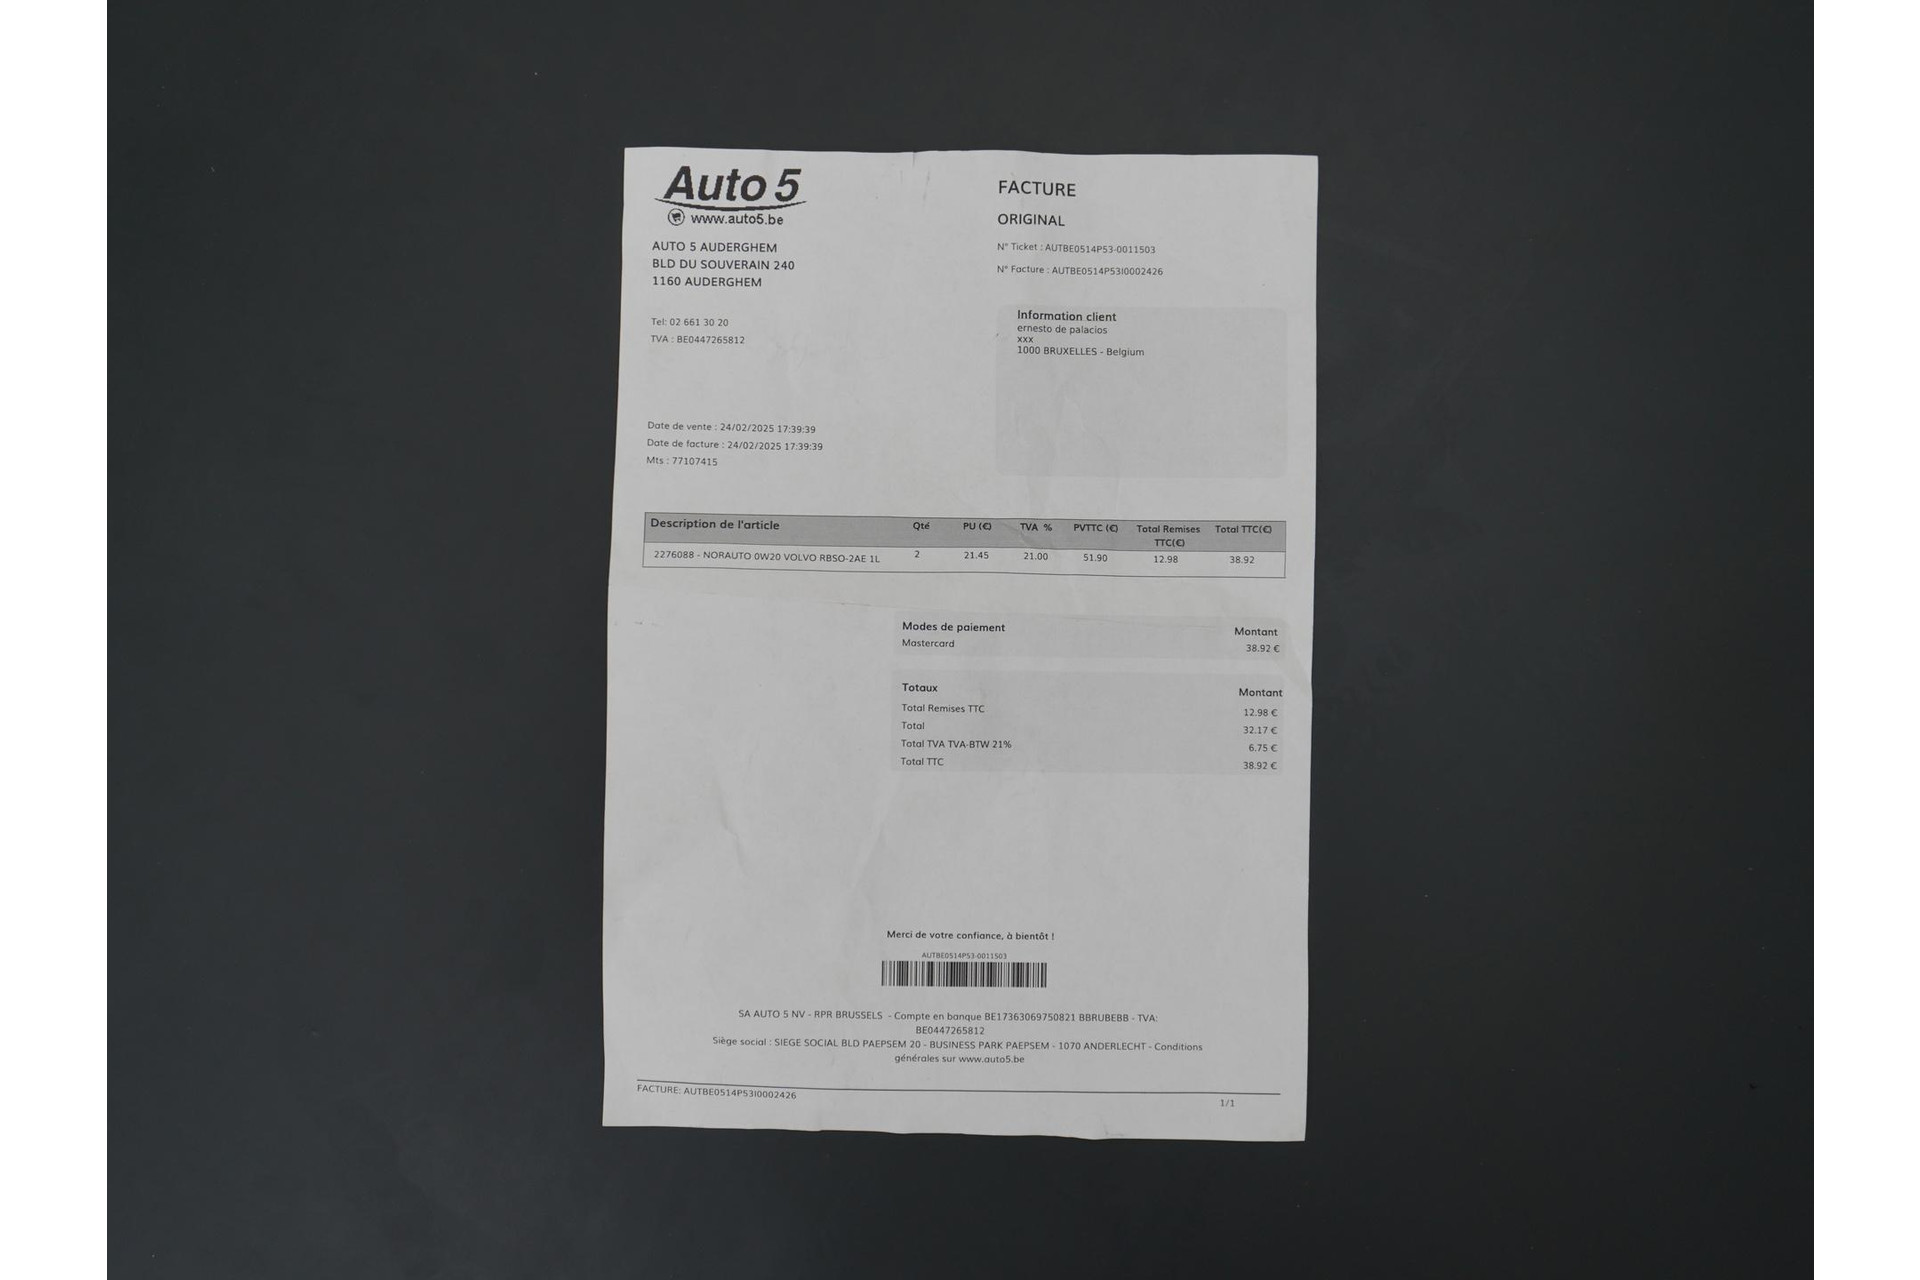 Auto 5
www.auto5.be
AUTO 5 AUDERGHEM
BLD DU SOUVERAIN 240
1160 AUDERGHEM
Tel: 02 661 30 20
TVA : BE0447265812
FACTURE
ORIGINAL
N° Ticket : AUTBE0514P53-0011503
N° Facture : AUTBE0514P53I0002426
Information client
ernesto de palacios
xxx
1000 BRUXELLES - Belgium
Date de vente : 24/02/2025 17:39:39
Date de facture : 24/02/2025 17:39:39
Mts : 77107415
Description de l'article Qté PU (€) TVA % PVTTC (€) Total Remises TTC(€) Total TTC(€)
2276088 - NORAUTO 0W20 VOLVO RBSO-2AE 1L 2 21.45 21.00 51.90 12.98 38.92
Modes de paiement Montant
Mastercard 38.92 €
Totaux Montant
Total Remises TTC 12.98 €
Total 32.17 €
Total TVA TVA-BTW 21% 6.75 €
Total TTC 38.92 €
Merci de votre confiance, à bientôt !
AUTBE0514P53-0011503
SA AUTO 5 NV - RPR BRUSSELS - Compte en banque BE17363069750821 BBRUBEBB - TVA:
BE0447265812
Siège social : SIEGE SOCIAL BLD PAEPSEM 20 - BUSINESS PARK PAEPSEM - 1070 ANDERLECHT - Conditions
générales sur www.auto5.be
FACTURE: AUTBE0514P53I0002426
1/1